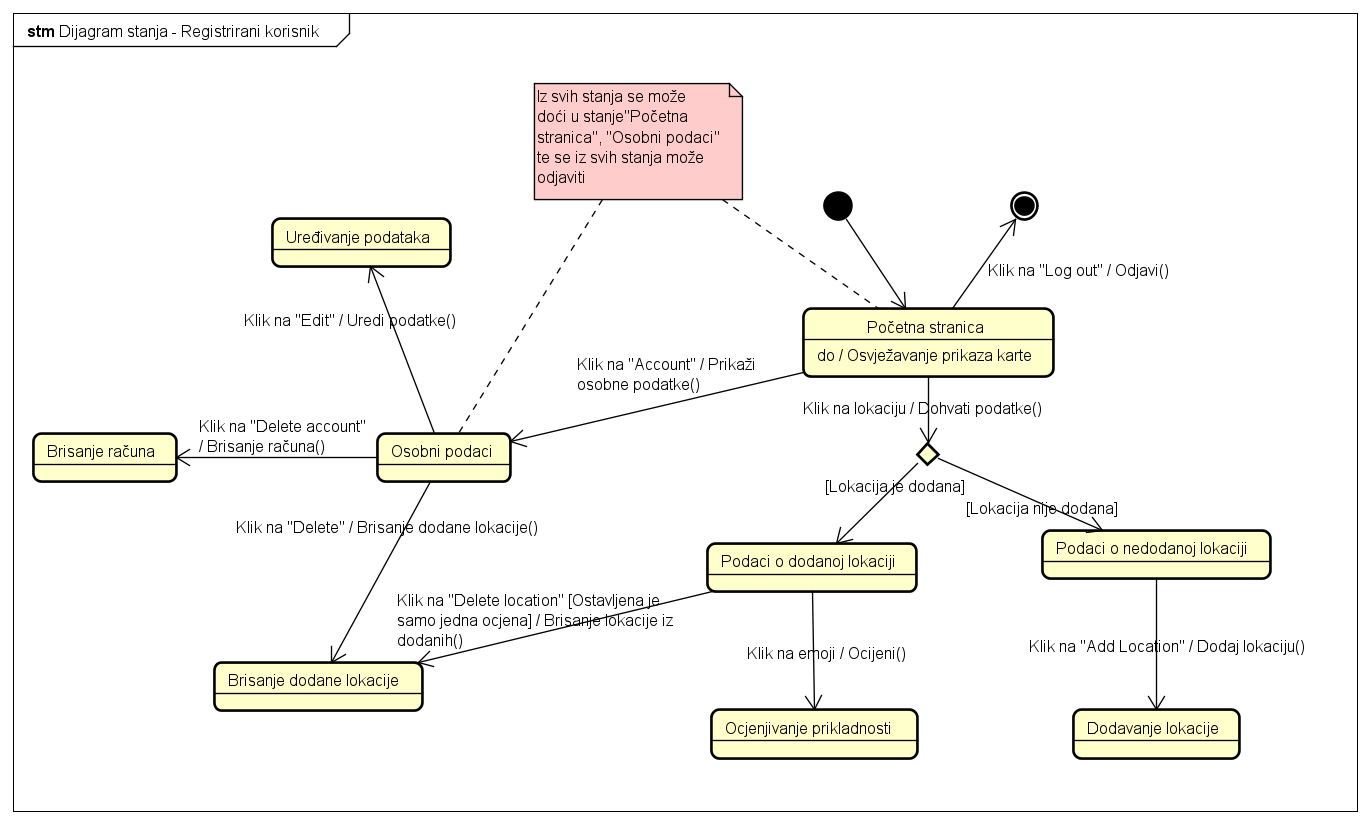 stm Dijagram stanja - Registrirani korisnik
Iz svih stanja se može
doći u stanje"Početna
stranica", "Osobni podaci"
te se iz svih stanja može
odjaviti
Uređivanje podataka
Klik na "Log out" / Odjavi()
Klik na "Edit" / Uredi podatke()
Početna stranica
do / Osvježavanje prikaza karte
Klik na "Account" / Prikaži
osobne podatke()
Klik na lokaciju / Dohvati podatke()
Klik na "Delete account"
/ Brisanje računa()
Brisanje računa
Osobni podaci
[Lokacija je dodana]
[Lokacija nije dodana]
Klik na "Delete" / Brisanje dodane lokacije()
Podaci o dodanoj lokaciji
Podaci o nedodanoj lokaciji
Klik na "Delete location" [Ostavljena je
samo jedna ocjena] / Brisanje lokacije iz
dodanih()
Klik na emoji / Ocijeni()
Klik na "Add Location" / Dodaj lokaciju()
Brisanje dodane lokacije
Ocjenjivanje prikladnosti
Dodavanje lokacije